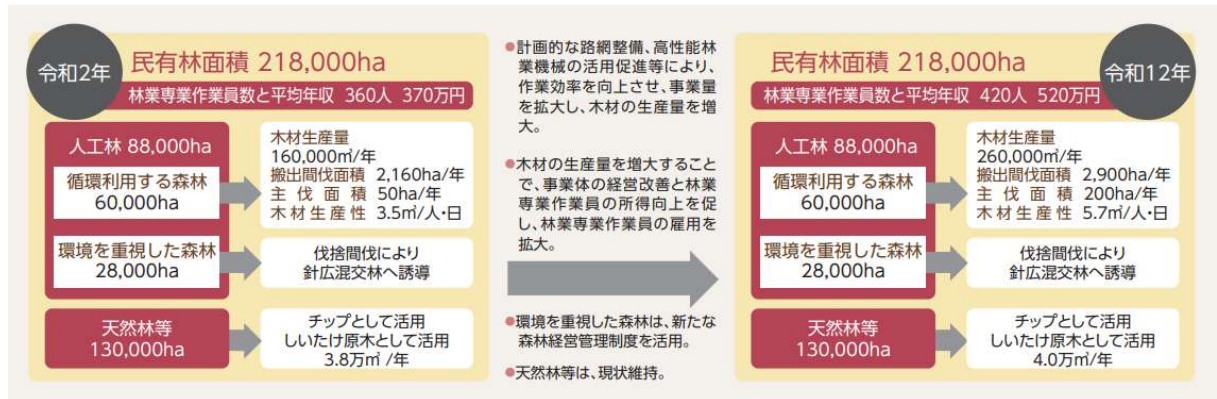 令和2年
民有林面積 218,000ha
林業専業作業員数と平均年収 360人 370万円
人工林 88,000ha
循環利用する森林
60,000ha
木材生産量
160,000㎥/年
搬出間伐面積 2,160ha/年
主伐面積 50ha/年
木材生産性 3.5㎥/人・日
環境を重視した森林
28,000ha
伐捨間伐により
針広混交林へ誘導
天然林等
130,000ha
チップとして活用
しいたけ原木として活用
3.8万㎥/年
●計画的な路網整備、高性能林
業機械の活用促進等により、
作業効率を向上させ、事業量
を拡大し、木材の生産量を増
大。
●木材の生産量を増大すること
で、事業体の経営改善と林業
専業作業員の所得向上を促
し、林業専業作業員の雇用を
拡大。
●環境を重視した森林は、新たな
森林経営管理制度を活用。
●天然林等は、現状維持。
令和12年
民有林面積 218,000ha
林業専業作業員数と平均年収 420人 520万円
人工林 88,000ha
循環利用する森林
60,000ha
木材生産量
260,000㎥/年
搬出間伐面積 2,900ha/年
主伐面積 200ha/年
木材生産性 5.7㎥/人・日
環境を重視した森林
28,000ha
伐捨間伐により
針広混交林へ誘導
天然林等
130,000ha
チップとして活用
しいたけ原木として活用
4.0万㎥/年